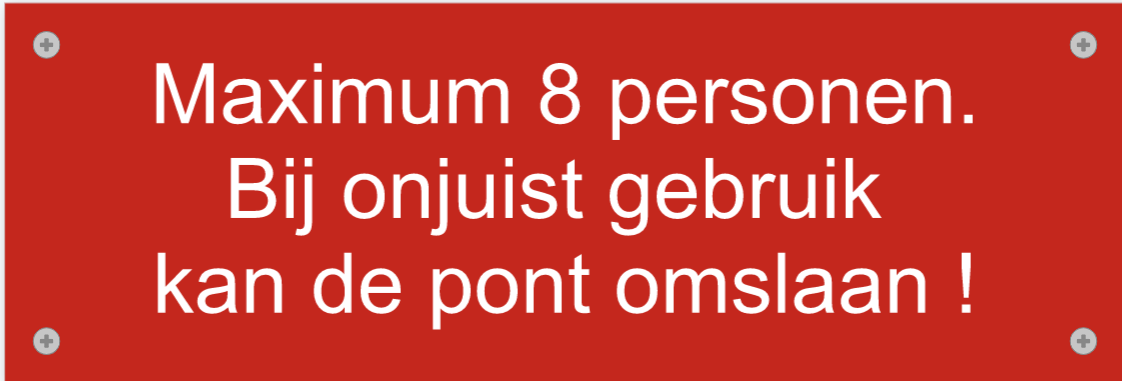 Maximum 8 personen.
Bij onjuist gebruik
kan de pont omslaan !